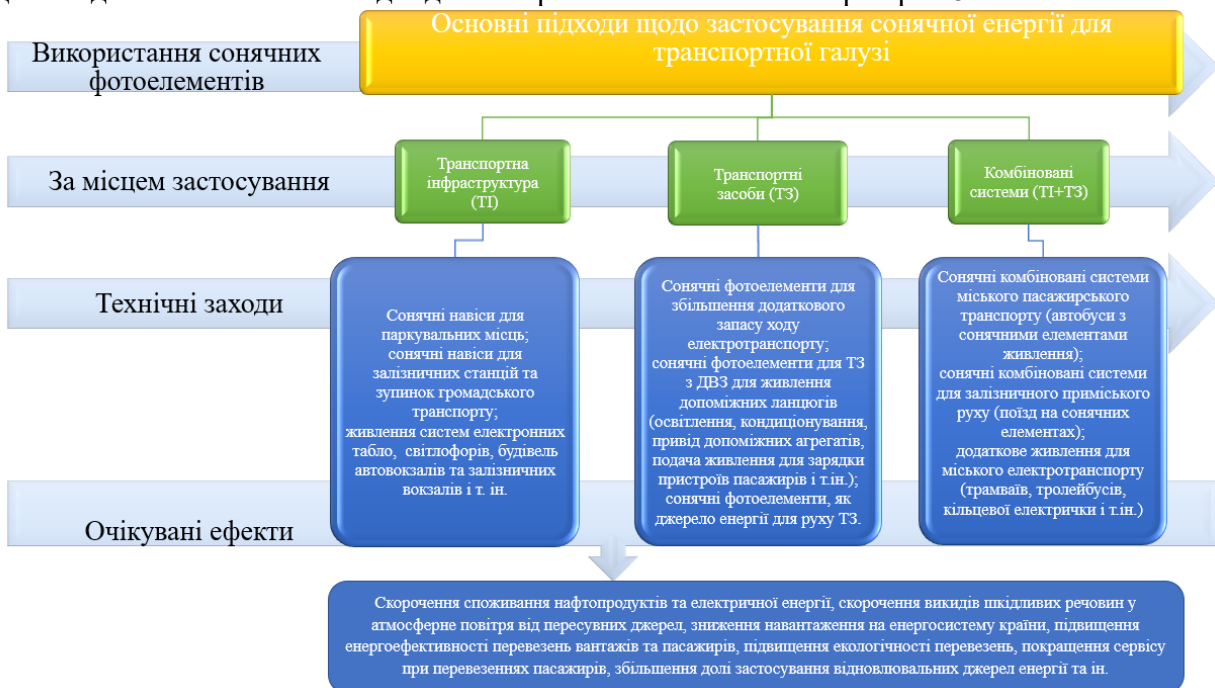 Основні підходи щодо застосування сонячної енергії для
транспортної галузі
Використання сонячних
фотоелементів
За місцем застосування
Транспортна
інфраструктура
(ТІ)
Транспортні
засоби (ТЗ)
Комбіновані
системи (ТІ+ТЗ)
Технічні заходи
Сонячні навіси для
паркувальних місць;
сонячні навіси для
залізничних станцій та
зупинок громадського
транспорту;
живлення систем електронних
табло, світлофорів, будівель
автовокзалів та залізничних
вокзалів і т. ін.
Сонячні фотоелементи для
збільшення додаткового
запасу ходу
електротранспорту;
сонячні фотоелементи для ТЗ
з ДВЗ для живлення
допоміжних ланцюгів
(освітлення, кондиціонування,
привід допоміжних агрегатів,
подача живлення для зарядки
пристроїв пасажирів і т.ін.);
сонячні фотоелементи, як
джерело енергії для руху ТЗ.
Сонячні комбіновані системи
міського пасажирського
транспорту (автобуси з
сонячними елементами
живлення);
сонячні комбіновані системи
для залізничного приміського
руху (поїзд на сонячних
елементах);
додаткове живлення для
міського електротранспорту
(трамваїв, тролейбусів,
кільцевої електрички і т.ін.)
Очікувані ефекти
Скорочення споживання нафтопродуктів та електричної енергії, скорочення викидів шкідливих речовин у
атмосферне повітря від пересувних джерел, зниження навантаження на енергосистему країни, підвищення
енергоефективності перевезень вантажів та пасажирів, підвищення екологічності перевезень, покращення сервісу
при перевезеннях пасажирів, збільшення долі застосування відновлювальних джерел енергії та ін.